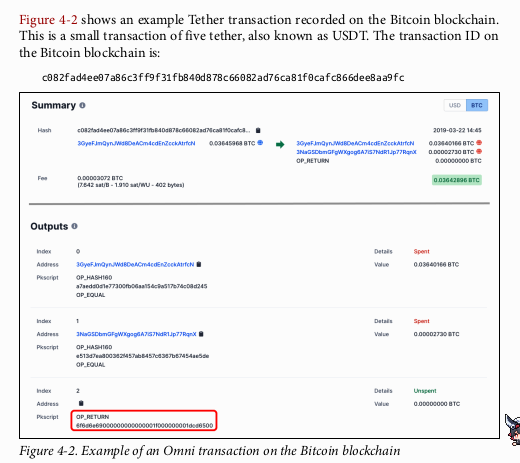 Figure 4-2 shows an example Tether transaction recorded on the Bitcoin blockchain.
This is a small transaction of five tether, also known as USDT. The transaction ID on
the Bitcoin blockchain is:
c082fad4ee07a86c3ff9f31fb840d878c66082ad76ca81f0cafc866dee8aa9fc
Summary
USD BTC
Hash c082fad4ee07a86c3ff9f31fb840d878c66082ad76ca81f0cafc8... 2019-03-22 14:45
3GyeFJmQynJWd8DeACm4cdEnZcckAtrfcN 0.03645968 BTC 3GyeFJmQynJWd8DeACm4cdEnZcckAtrfcN 0.03640166 BTC
3NaGSDbmGFgWXgog6A7iS7NdR1Jp77RqnX 0.00002730 BTC
OP_RETURN 0.00000000 BTC
Fee 0.00003072 BTC 0.03642896 BTC
(7.642 sat/B - 1.910 sat/WU - 402 bytes)
Outputs
Index 0 Details Spent
Address 3GyeFJmQynJWd8DeACm4cdEnZcckAtrfcN Value 0.03640166 BTC
Pkscript OP_HASH160
a7aedd0d1e77300fb06aa154c9a517b74c08d245
OP_EQUAL
Index 1 Details Spent
Address 3NaGSDbmGFgWXgog6A7iS7NdR1Jp77RqnX Value 0.00002730 BTC
Pkscript OP_HASH160
e513d7ea800362f457ab8457c6367b67454ae5de
OP_EQUAL
Index 2 Details Unspent
Address Value 0.00000000 BTC
Pkscript OP_RETURN
6f6d6e69000000000000001f000000001dcd6500
Figure 4-2. Example of an Omni transaction on the Bitcoin blockchain